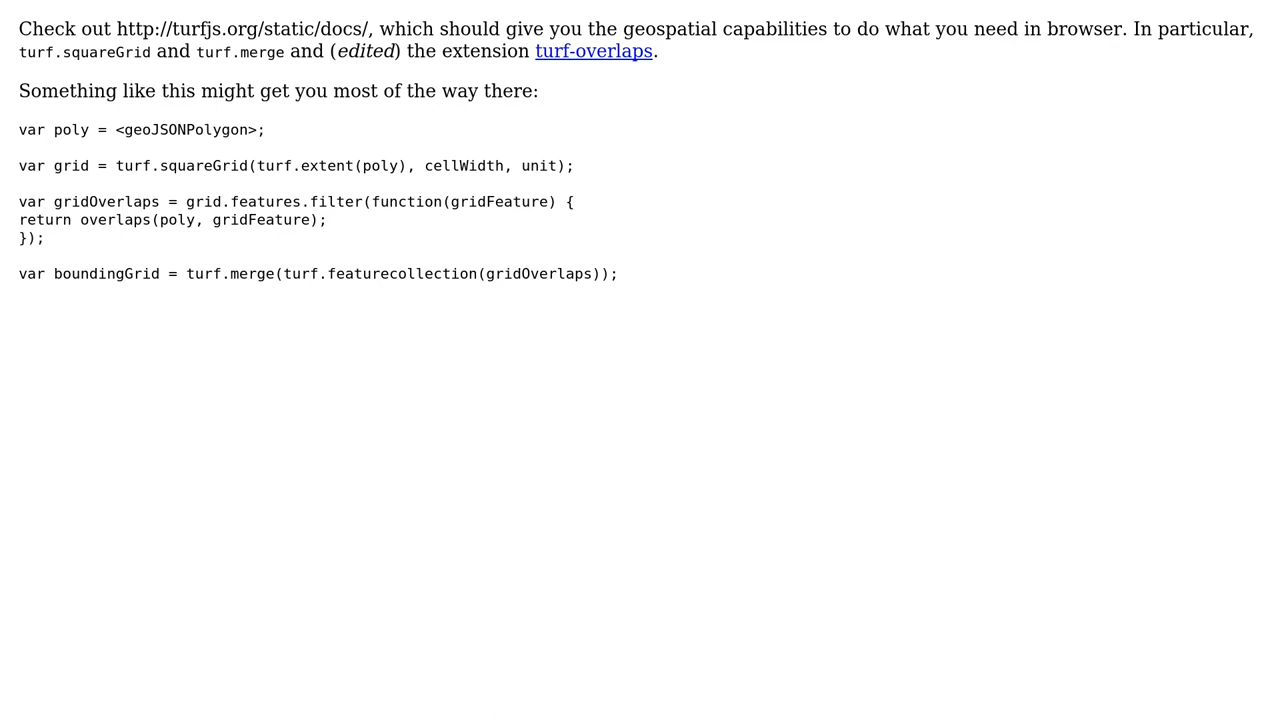 Check out http://turfjs.org/static/docs/, which should give you the geospatial capabilities to do what you need in browser. In particular,
turf.squareGrid and turf.merge and (edited) the extension turf-overlaps.
Something like this might get you most of the way there:
var poly = <geoJSONPolygon>;
var grid = turf.squareGrid(turf.extent(poly), cellWidth, unit);
var gridOverlaps = grid.features.filter(function(gridFeature) {
return overlaps(poly, gridFeature);
});
var boundingGrid = turf.merge(turf.featurecollection(gridOverlaps));